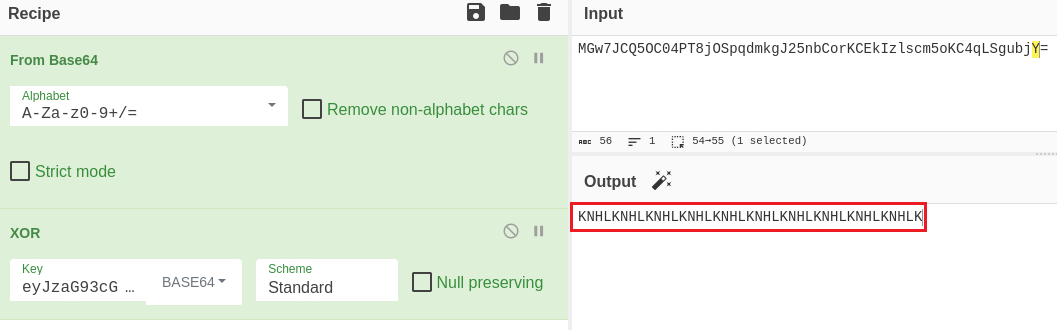 Recipe
From Base64
Alphabet
A-Za-z0-9+/=
Remove non-alphabet chars
Strict mode
XOR
Key
eyJzaG93cG …
BASE64
Scheme
Standard
Null preserving
Input
MGw7JCQ5OC04PT8jOSpqdmkgJ25nbCorKCEkIzlscm5oKC4qLSgubjY=
ABC 56
1
54→55 (1 selected)
Output
KNHLKNHLKNHLKNHLKNHLKNHLKNHLKNHLKNHLKNHLK